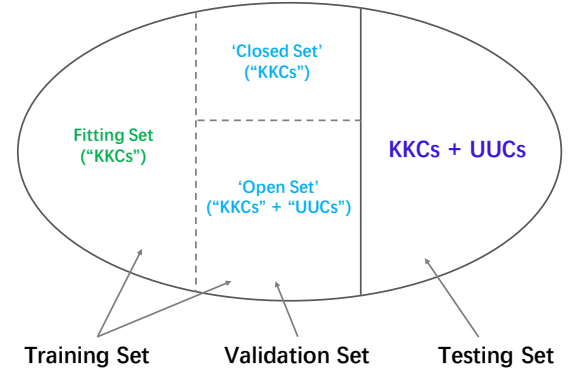 ‘Closed Set’
(“KKCs”)
Fitting Set
(“KKCs”)
KKCs + UUCs
‘Open Set’
(“KKCs” + “UUCs”)
Training Set
Validation Set
Testing Set